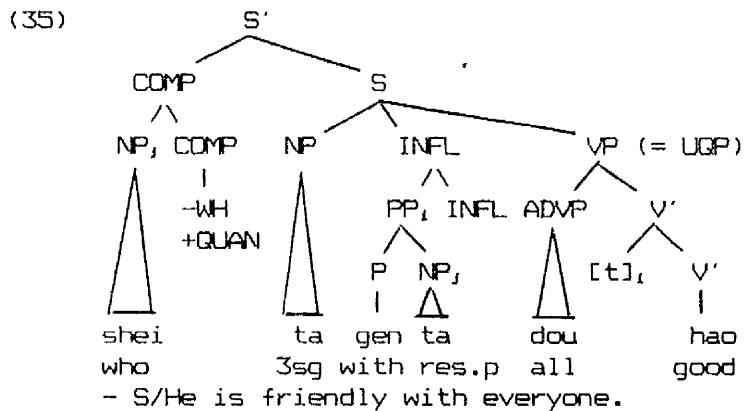 (35) S'
COMP S
NPⱼ COMP NP INFL VP (= UQP)
-WH PPᵢ INFL ADVP V'
+QUAN
P NPⱼ [t]ᵢ V'
shei ta gen ta dou hao
who 3sg with res.p all good
- S/He is friendly with everyone.